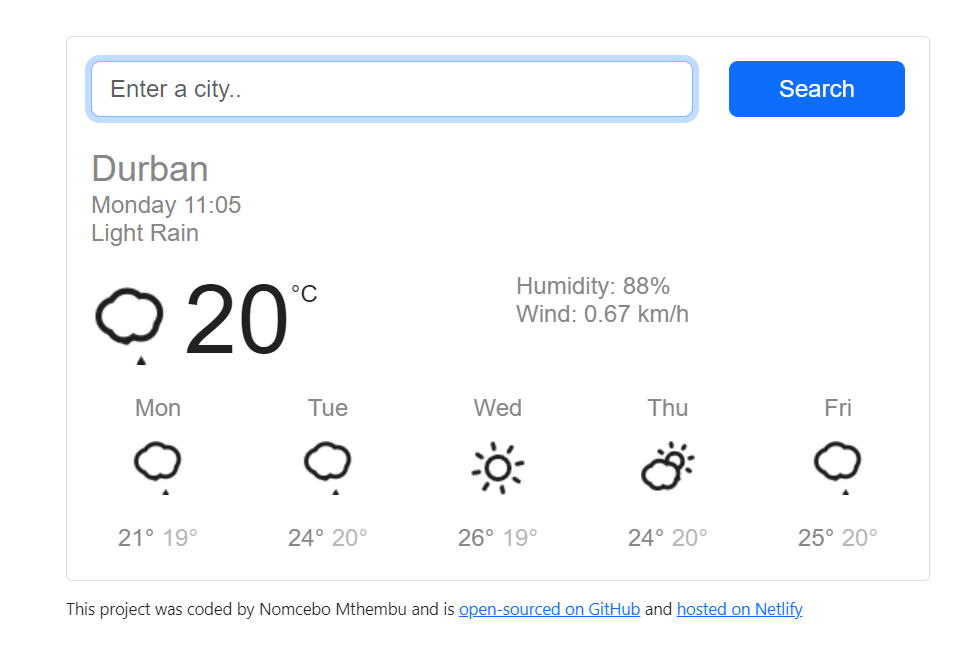 Enter a city..
Search
Durban
Monday 11:05
Light Rain
20 °C
Humidity: 88%
Wind: 0.67 km/h
Mon Tue Wed Thu Fri
21° 19° 24° 20° 26° 19° 24° 20° 25° 20°
This project was coded by Nomcebo Mthembu and is open-sourced on GitHub and hosted on Netlify